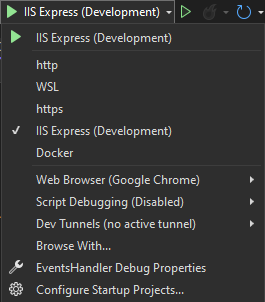 IIS Express (Development)
IIS Express (Development)
http
WSL
https
IIS Express (Development)
Docker
Web Browser (Google Chrome)
Script Debugging (Disabled)
Dev Tunnels (no active tunnel)
Browse With...
EventsHandler Debug Properties
Configure Startup Projects...